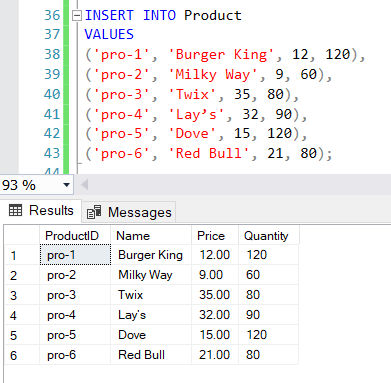 36 INSERT INTO Product
37 VALUES
38 ('pro-1', 'Burger King', 12, 120),
39 ('pro-2', 'Milky Way', 9, 60),
40 ('pro-3', 'Twix', 35, 80),
41 ('pro-4', 'Lay’s', 32, 90),
42 ('pro-5', 'Dove', 15, 120),
43 ('pro-6', 'Red Bull', 21, 80);
44
93 %
Results Messages
ProductID Name Price Quantity
1 pro-1 Burger King 12.00 120
2 pro-2 Milky Way 9.00 60
3 pro-3 Twix 35.00 80
4 pro-4 Lay’s 32.00 90
5 pro-5 Dove 15.00 120
6 pro-6 Red Bull 21.00 80